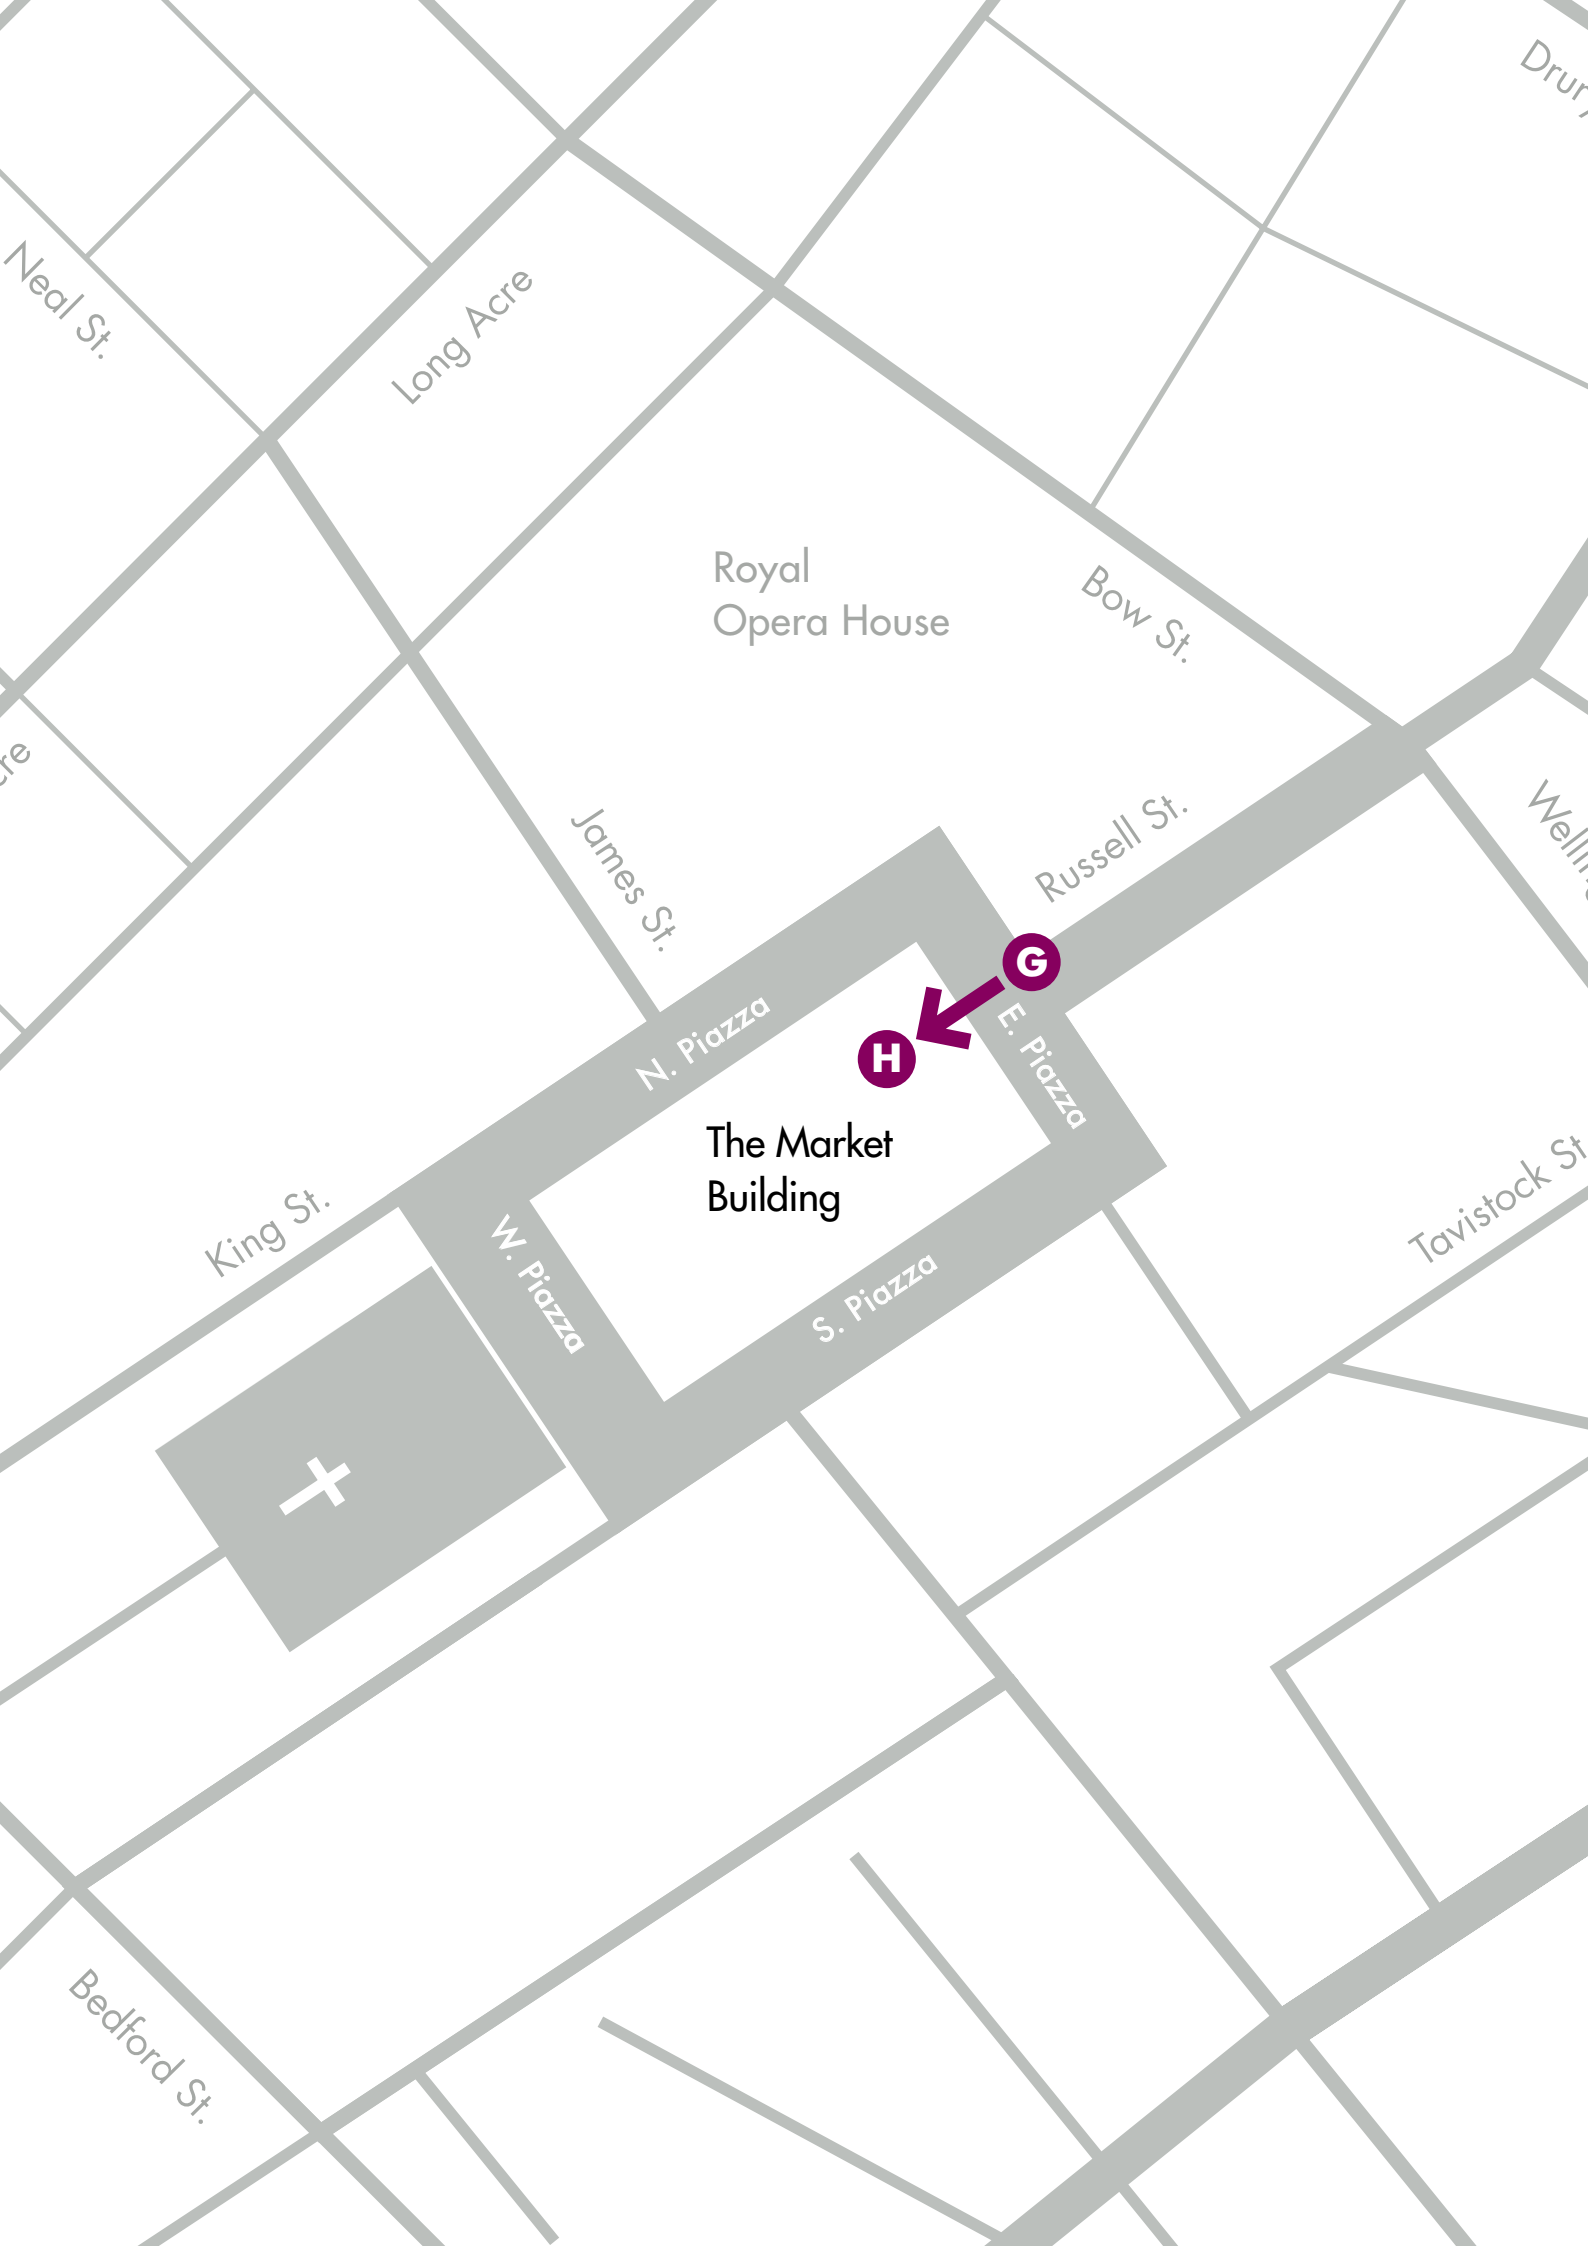 Neal St.
Long Acre
Royal
Opera House
Bow St.
James St.
Russell St.
G
H
N. Piazza
E. Piazza
The Market
Building
King St.
W. Piazza
S. Piazza
Tavistock St
Bedford St.